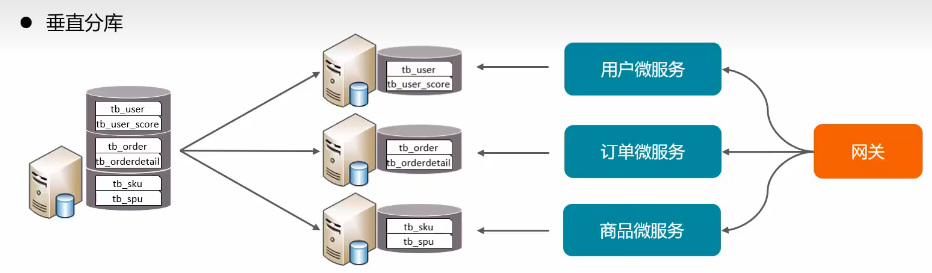 ● 垂直分库
tb_user
tb_user_score
tb_order
tb_orderdetail
tb_sku
tb_spu
tb_user
tb_user_score
tb_order
tb_orderdetail
tb_sku
tb_spu
用户微服务
订单微服务
商品微服务
网关